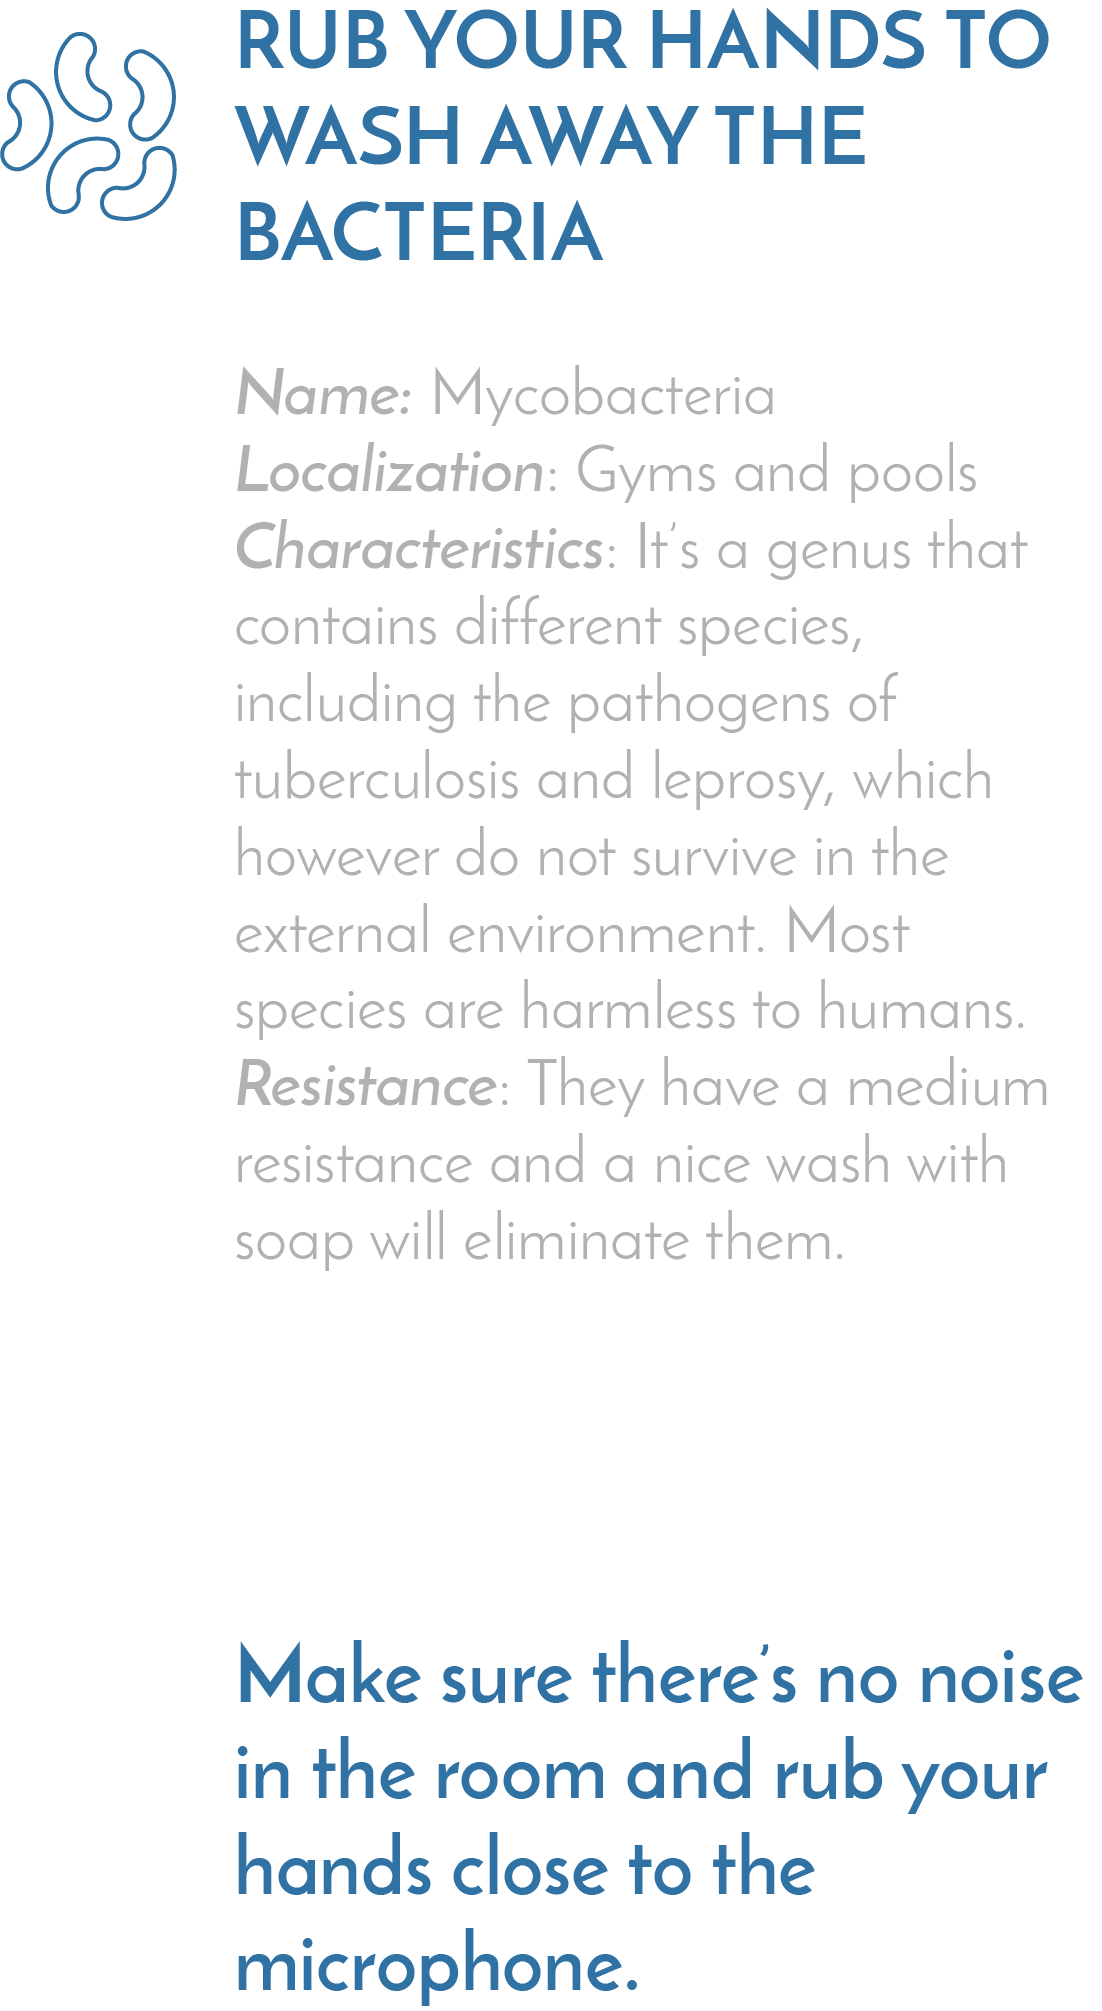 RUB YOUR HANDS TO
WASH AWAY THE
BACTERIA
Name: Mycobacteria
Localization: Gyms and pools
Characteristics: It’s a genus that
contains different species,
including the pathogens of
tuberculosis and leprosy, which
however do not survive in the
external environment. Most
species are harmless to humans.
Resistance: They have a medium
resistance and a nice wash with
soap will eliminate them.
Make sure there’s no noise
in the room and rub your
hands close to the
microphone.